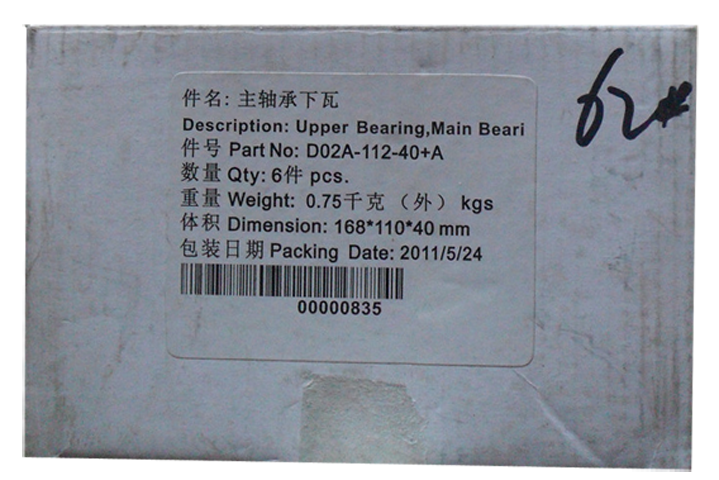 件名: 主轴承下瓦
Description: Upper Bearing,Main Beari
件号 Part No: D02A-112-40+A
数量 Qty: 6件 pcs.
重量 Weight: 0.75千克 （外） kgs
体积 Dimension: 168*110*40 mm
包装日期 Packing Date: 2011/5/24
00000835
62#